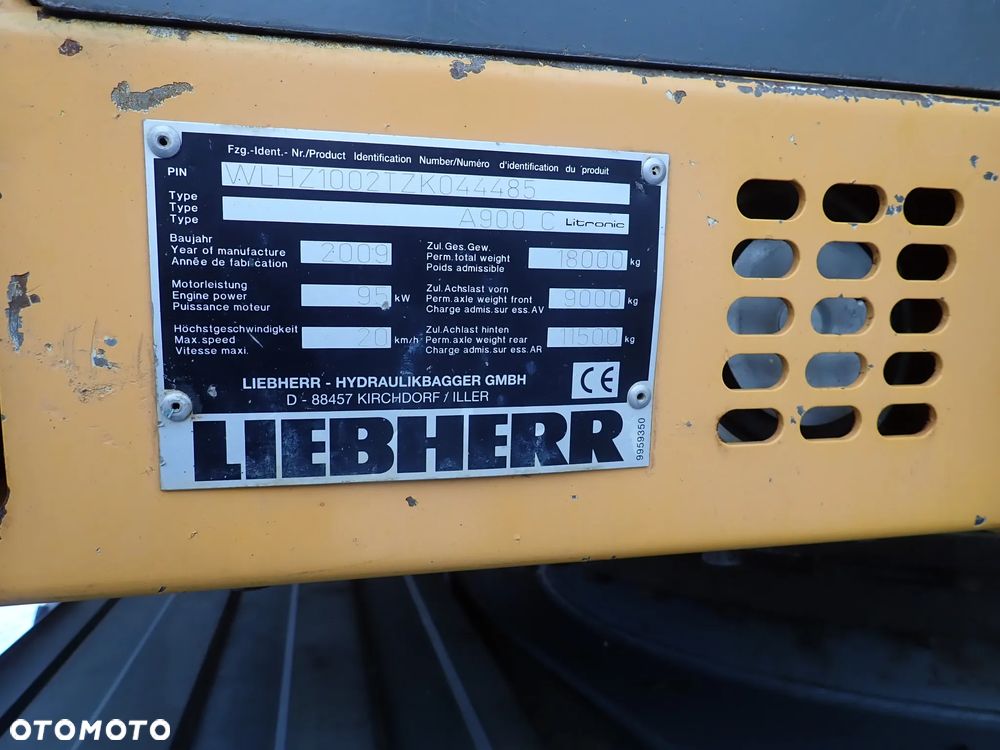 Fzg.-Ident.- Nr./Product Identification Number/Numéro d'identification du produit
PIN WLHZ1002TZK044485
Type
Type
Type A900 C Litronic
Baujahr
Year of manufacture 2009
Année de fabrication
Zul.Ges.Gew.
Perm.total weight 18000 kg
Poids admissible
Motorleistung
Engine power 95 kW
Puissance moteur
Zul.Achslast vorn
Perm.axle weight front 9000 kg
Charge admis.sur ess.AV
Höchstgeschwindigkeit
Max.speed 20 km/h
Vitesse maxi.
Zul.Achlast hinten
Perm.axle weight rear 11500 kg
Charge admis.sur ess.AR
LIEBHERR - HYDRAULIKBAGGER GMBH
D - 88457 KIRCHDORF / ILLER
CE
LIEBHERR
9959350
OTOMOTO